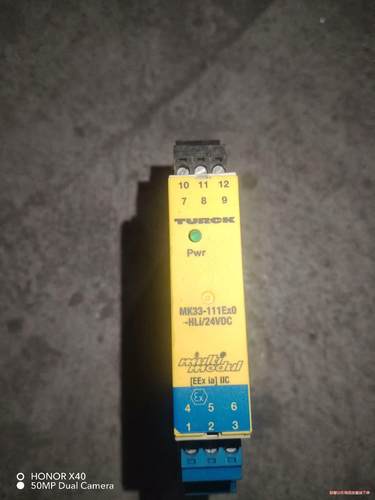 10 11 12
7 8 9
TURCK
Pwr
MK33-111Ex0
-HLi/24VDC
multi
modul
[EEx ia] IIC
Ex
4 5 6
1 2 3
HONOR X40
50MP Dual Camera